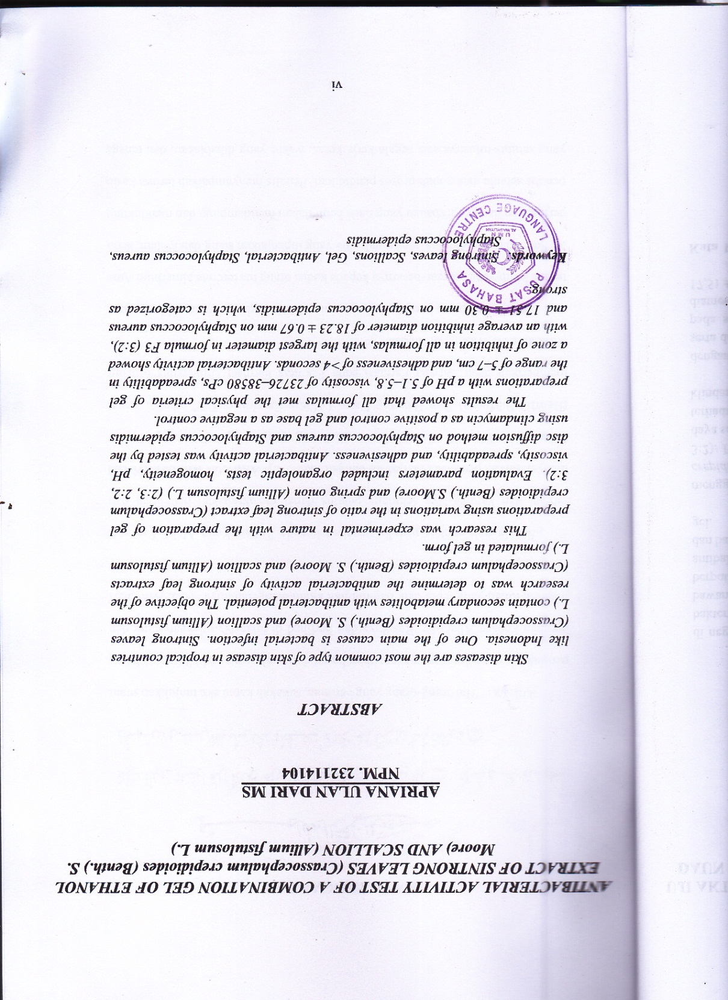 ANTIBACTERIAL ACTIVITY TEST OF A COMBINATION GEL OF ETHANOL
EXTRACT OF SINTRONG LEAVES (Crassocephalum crepidioides (Benth.) S.
Moore) AND SCALLION (Allium fistulosum L.)
APRIANA ULAN DARI MS
NPM. 232114104
ABSTRACT
Skin diseases are the most common type of skin disease in tropical countries
like Indonesia. One of the main causes is bacterial infection. Sintrong leaves
(Crassocephalum crepidioides (Benth.) S. Moore) and scallion (Allium fistulosum
L.) contain secondary metabolites with antibacterial potential. The objective of the
research was to determine the antibacterial activity of sintrong leaf extracts
(Crassocephalum crepidioides (Benth.) S. Moore) and scallion (Allium fistulosum
L.) formulated in gel form.
This research was experimental in nature with the preparation of gel
preparations using variations in the ratio of sintrong leaf extract (Crassocephalum
crepidioides (Benth.) S.Moore) and spring onion (Allium fistulosum L.) (2:3, 2:2,
3:2). Evaluation parameters included organoleptic tests, homogeneity, pH,
viscosity, spreadability, and adhesiveness. Antibacterial activity was tested by the
disc diffusion method on Staphylococcus aureus and Staphylococcus epidermidis
using clindamycin as a positive control and gel base as a negative control.
The results showed that all formulas met the physical criteria of gel
preparations with a pH of 5.1–5.8, viscosity of 23726–38580 cPs, spreadability in
the range of 5–7 cm, and adhesiveness of >4 seconds. Antibacterial activity showed
a zone of inhibition in all formulas, with the largest diameter in formula F3 (3:2),
with an average inhibition diameter of 18.23 ± 0.67 mm on Staphylococcus aureus
and 17.51 ± 0.30 mm on Staphylococcus epidermidis, which is categorized as
strong.
Keywords: Sintrong leaves, Scallions, Gel, Antibacterial, Staphylococcus aureus,
Staphylococcus epidermidis
PUSAT BAHASA
UMN
AL WASHLIYAH
LANGUAGE CENTRE
vi